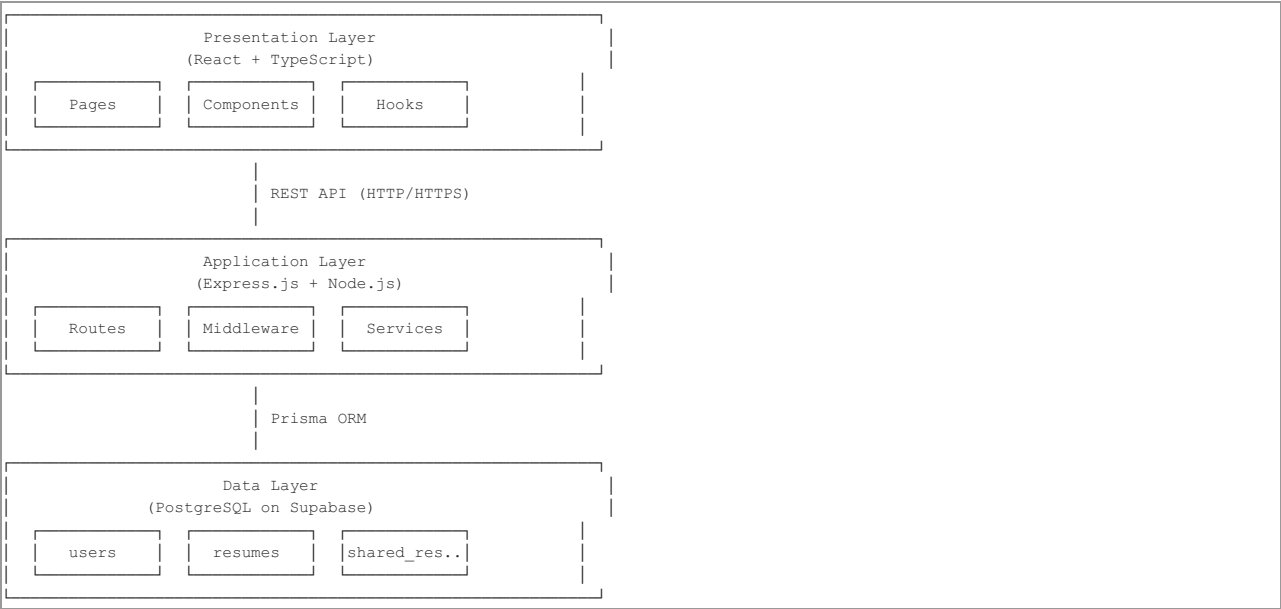 Presentation Layer
(React + TypeScript)
Pages Components Hooks
REST API (HTTP/HTTPS)
Application Layer
(Express.js + Node.js)
Routes Middleware Services
Prisma ORM
Data Layer
(PostgreSQL on Supabase)
users resumes shared_res..